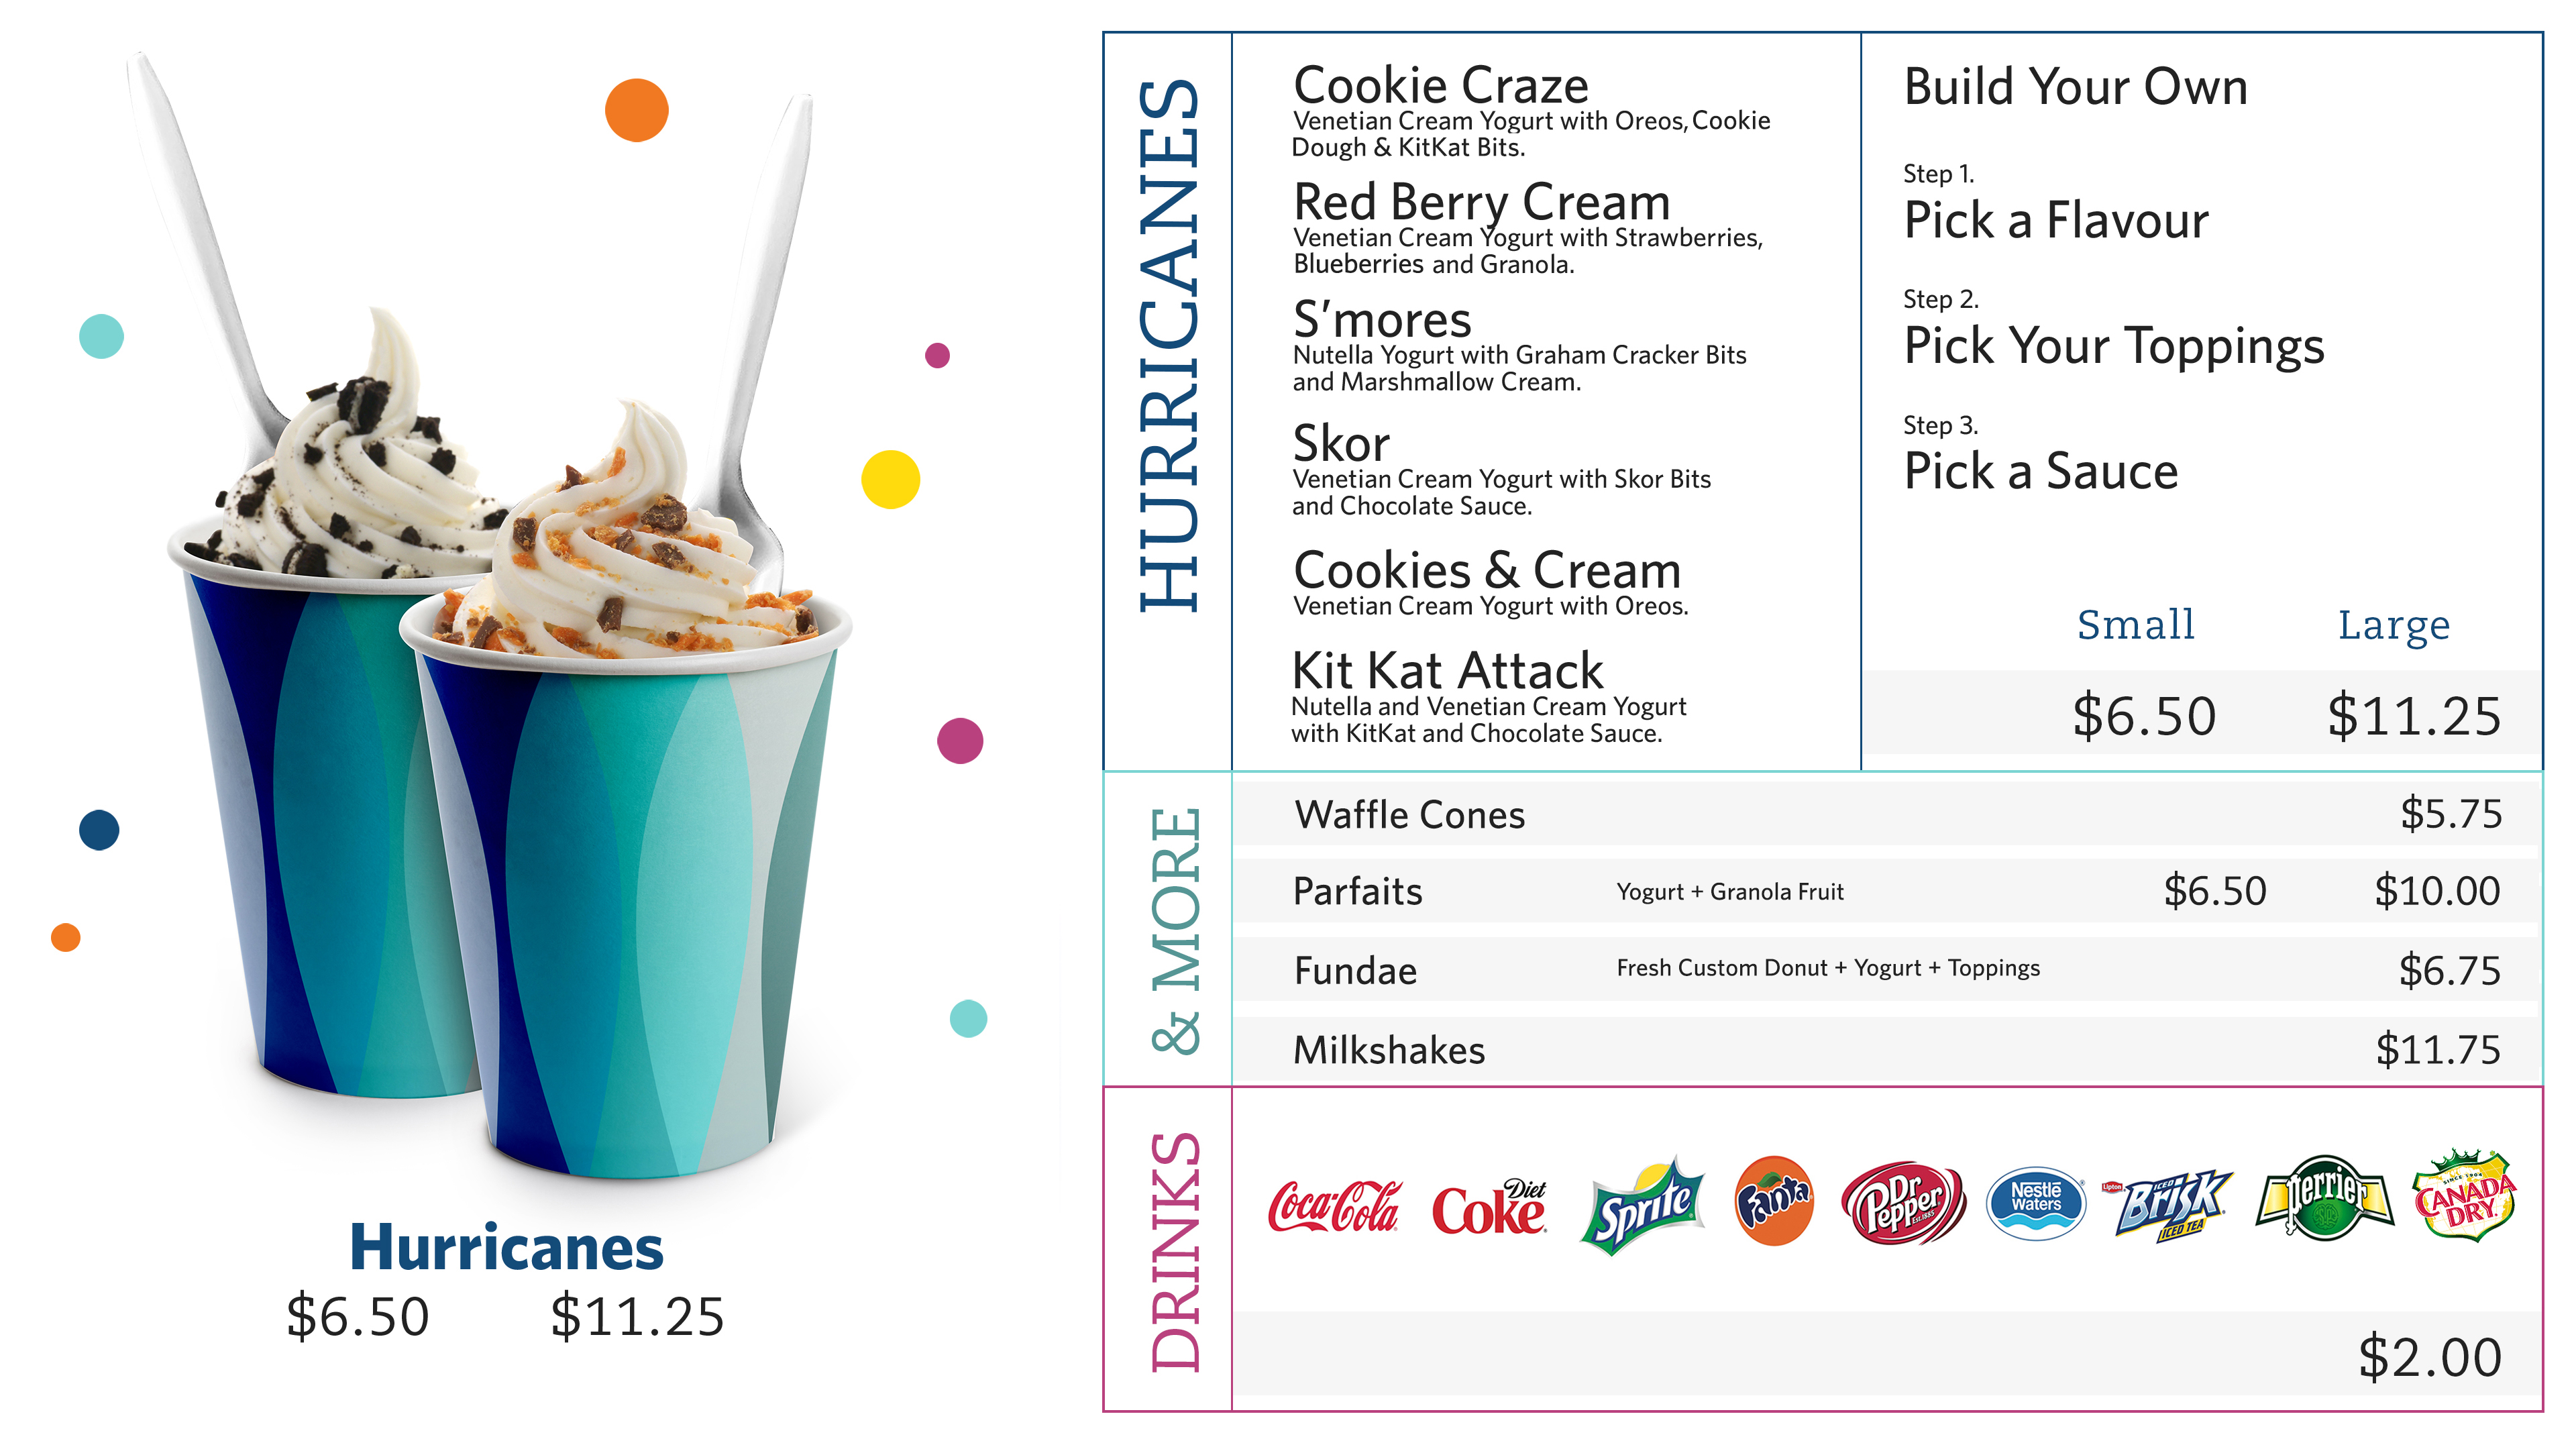 Hurricanes
$6.50 $11.25
HURRICANES
Cookie Craze
Venetian Cream Yogurt with Oreos, Cookie
Dough & KitKat Bits.
Red Berry Cream
Venetian Cream Yogurt with Strawberries,
Blueberries and Granola.
S'mores
Nutella Yogurt with Graham Cracker Bits
and Marshmallow Cream.
Skor
Venetian Cream Yogurt with Skor Bits
and Chocolate Sauce.
Cookies & Cream
Venetian Cream Yogurt with Oreos.
Kit Kat Attack
Nutella and Venetian Cream Yogurt
with KitKat and Chocolate Sauce.
Build Your Own
Step 1.
Pick a Flavour
Step 2.
Pick Your Toppings
Step 3.
Pick a Sauce
Small Large
$6.50 $11.25
& MORE
Waffle Cones $5.75
Parfaits Yogurt + Granola Fruit $6.50 $10.00
Fundae Fresh Custom Donut + Yogurt + Toppings $6.75
Milkshakes $11.75
DRINKS
Coca-Cola
Diet
Coke
Sprite
Fanta
Dr
Pepper
EST. 1885
Nestlé
Waters
Lipton
ICED
BRISK
ICED TEA
perrier
SINCE 1904
CANADA
DRY
$2.00